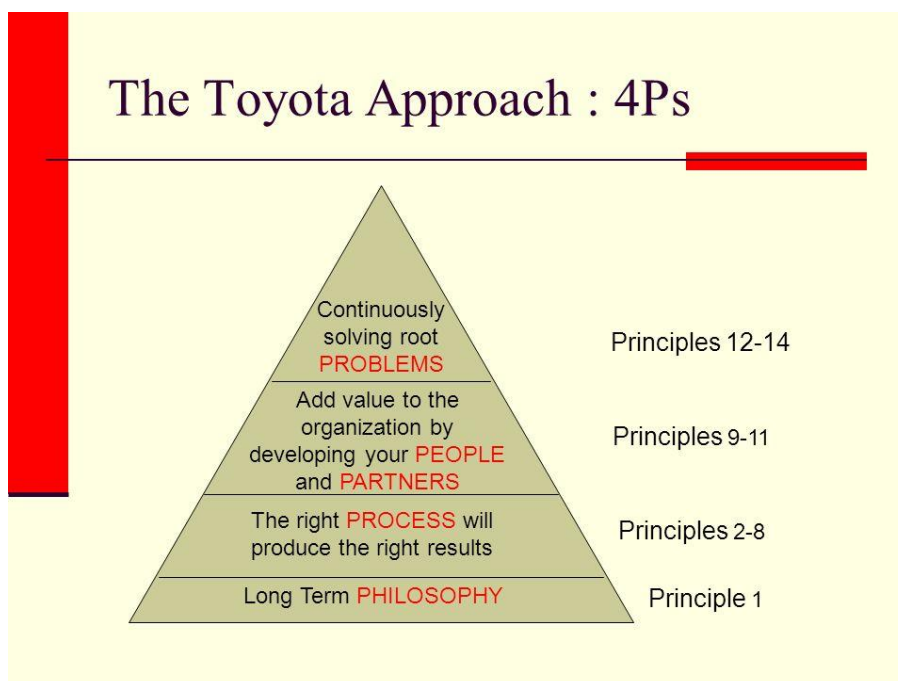 The Toyota Approach : 4Ps
Continuously
solving root
PROBLEMS
Principles 12-14
Add value to the
organization by
developing your PEOPLE
and PARTNERS
Principles 9-11
The right PROCESS will
produce the right results
Principles 2-8
Long Term PHILOSOPHY
Principle 1